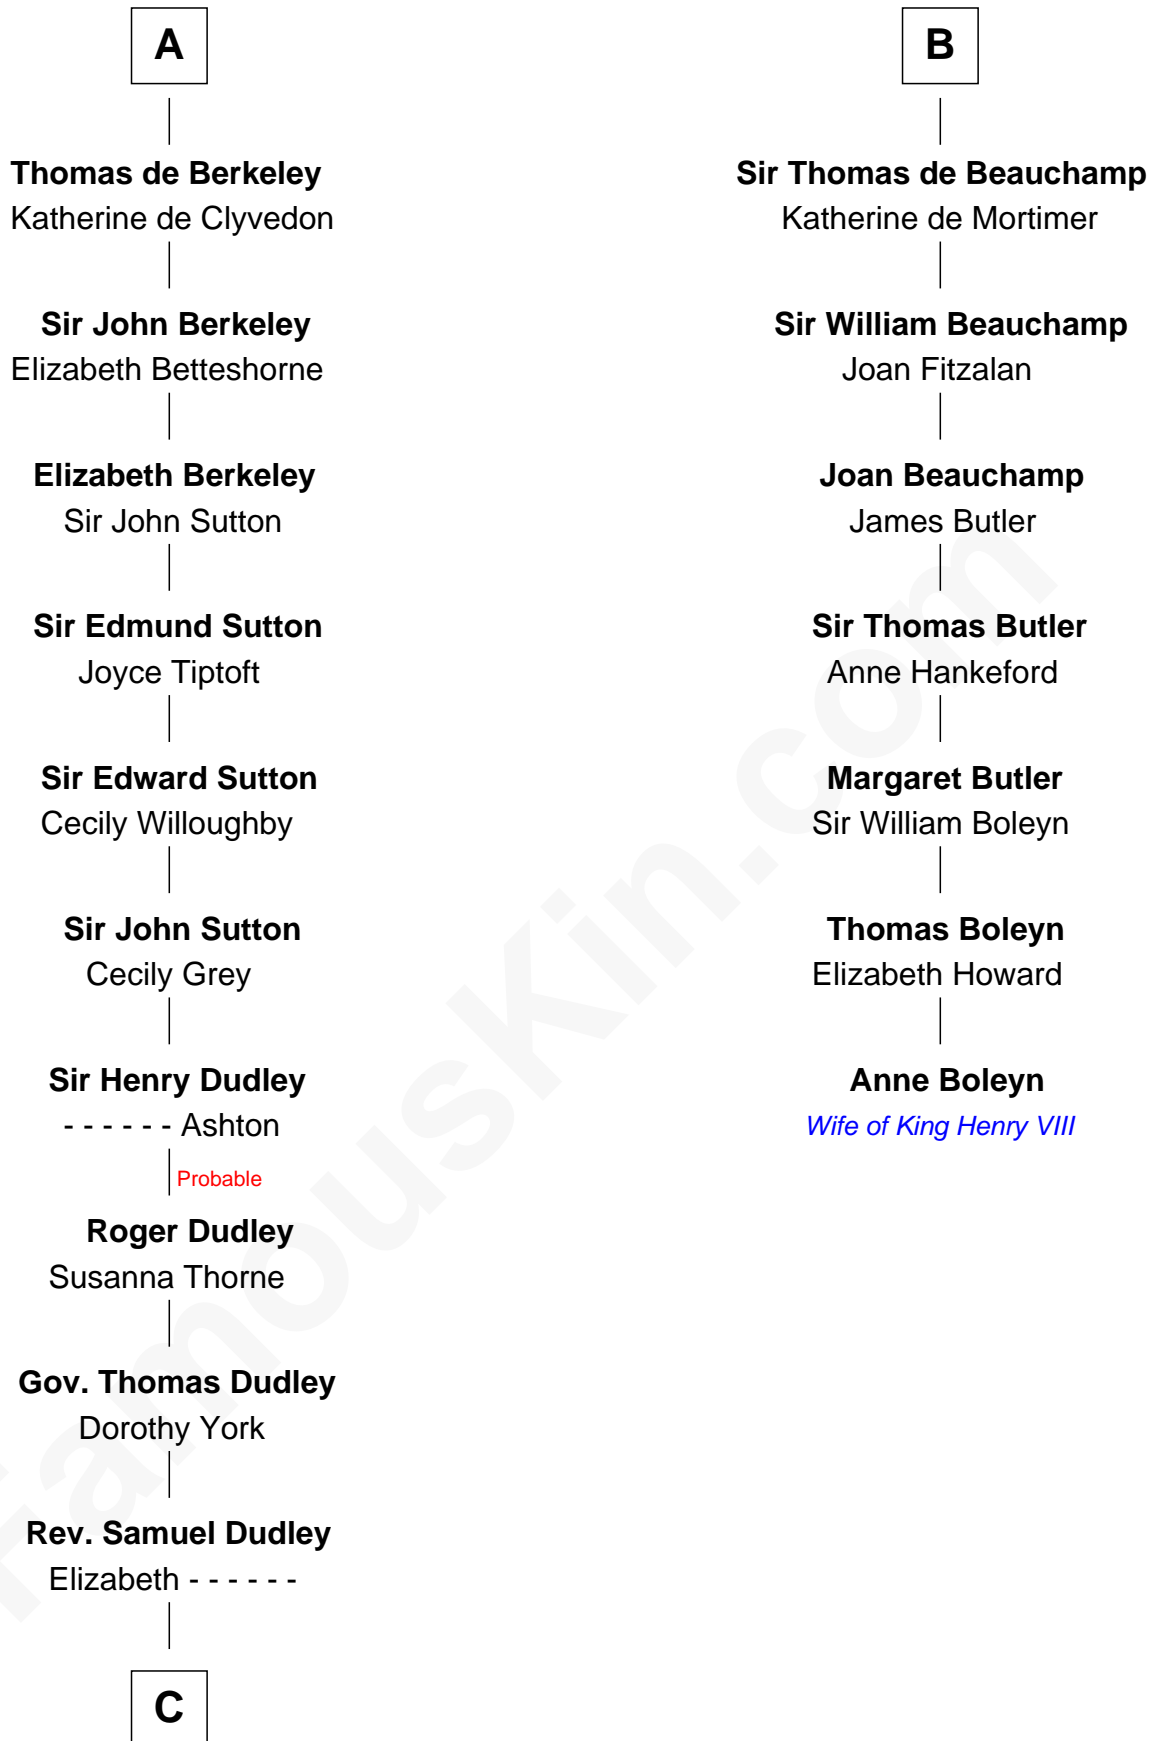 A
Thomas de Berkeley
Katherine de Clyvedon
Sir John Berkeley
Elizabeth Betteshorne
Elizabeth Berkeley
Sir John Sutton
Sir Edmund Sutton
Joyce Tiptoft
Sir Edward Sutton
Cecily Willoughby
Sir John Sutton
Cecily Grey
Sir Henry Dudley
- - - - - - Ashton
Probable
Roger Dudley
Susanna Thorne
Gov. Thomas Dudley
Dorothy York
Rev. Samuel Dudley
Elizabeth - - - - - -
C
B
Sir Thomas de Beauchamp
Katherine de Mortimer
Sir William Beauchamp
Joan Fitzalan
Joan Beauchamp
James Butler
Sir Thomas Butler
Anne Hankeford
Margaret Butler
Sir William Boleyn
Thomas Boleyn
Elizabeth Howard
Anne Boleyn
Wife of King Henry VIII
FamousKin.com